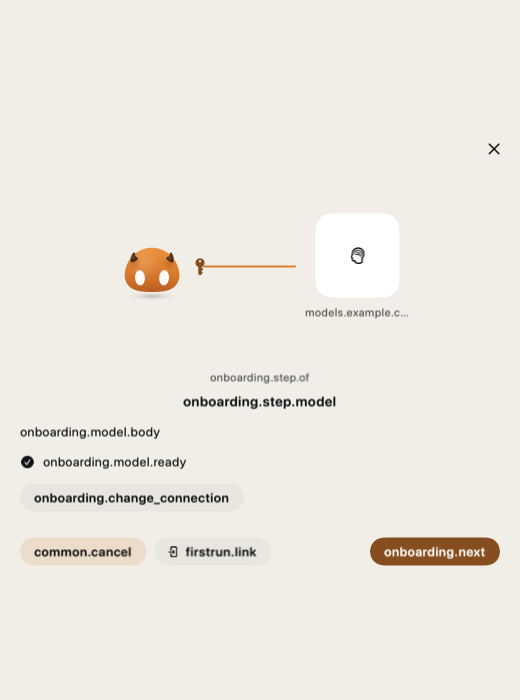 models.example.c...
onboarding.step.of
onboarding.step.model
onboarding.model.body
onboarding.model.ready
onboarding.change_connection
common.cancel
firstrun.link
onboarding.next